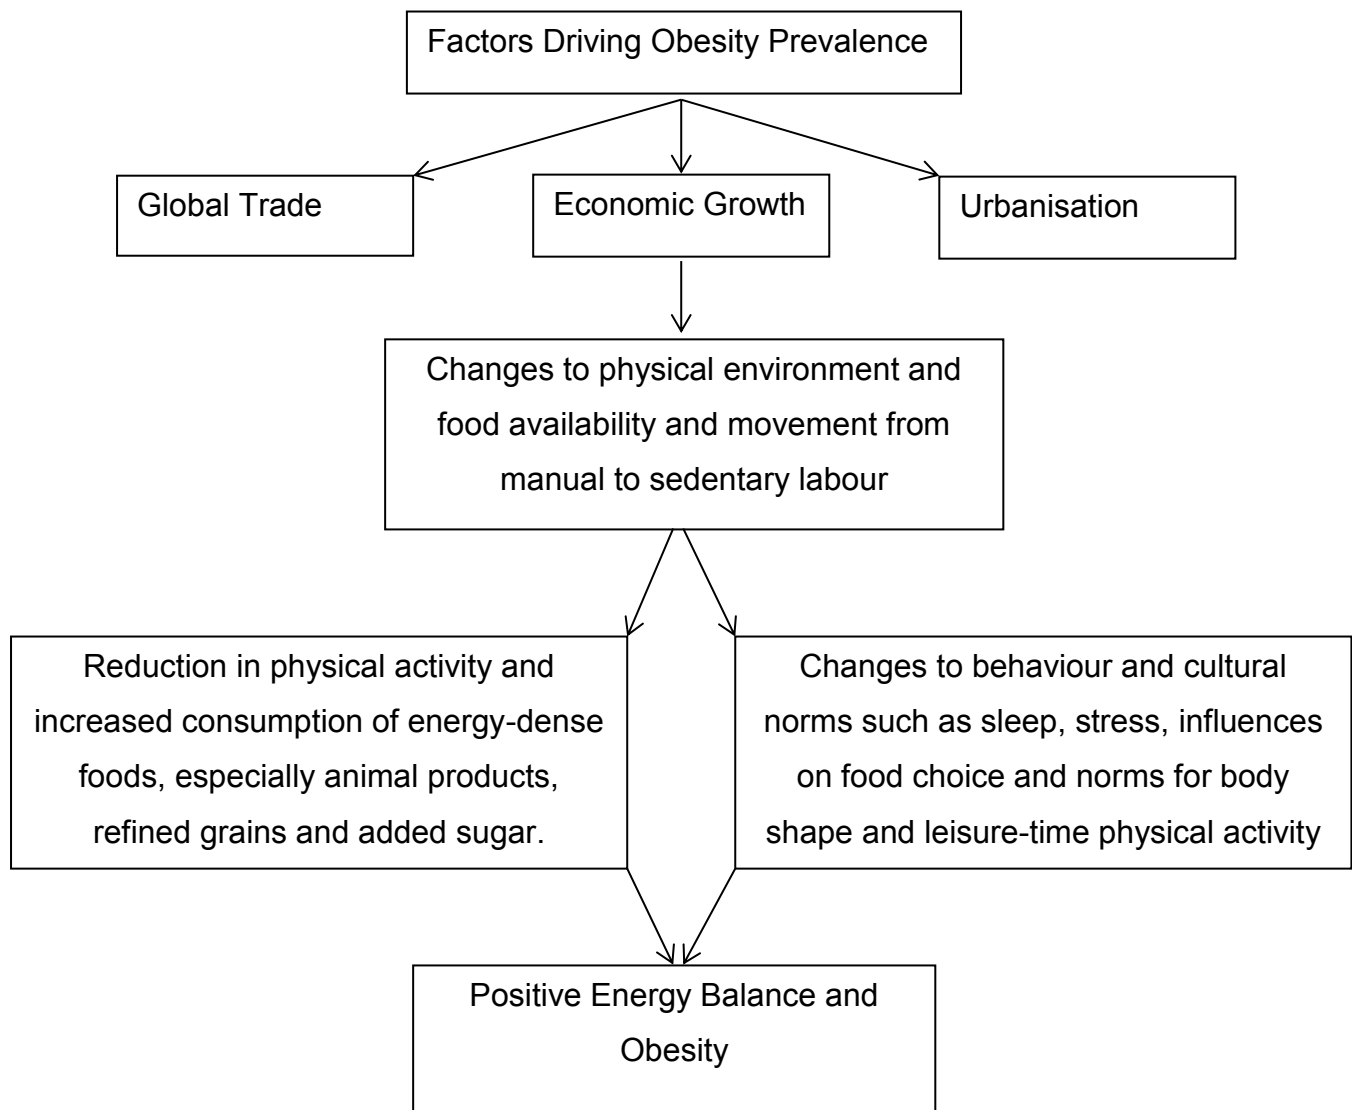 Factors Driving Obesity Prevalence
Global Trade
Economic Growth
Urbanisation
Changes to physical environment and
food availability and movement from
manual to sedentary labour
Reduction in physical activity and
increased consumption of energy-dense
foods, especially animal products,
refined grains and added sugar.
Changes to behaviour and cultural
norms such as sleep, stress, influences
on food choice and norms for body
shape and leisure-time physical activity
Positive Energy Balance and
Obesity